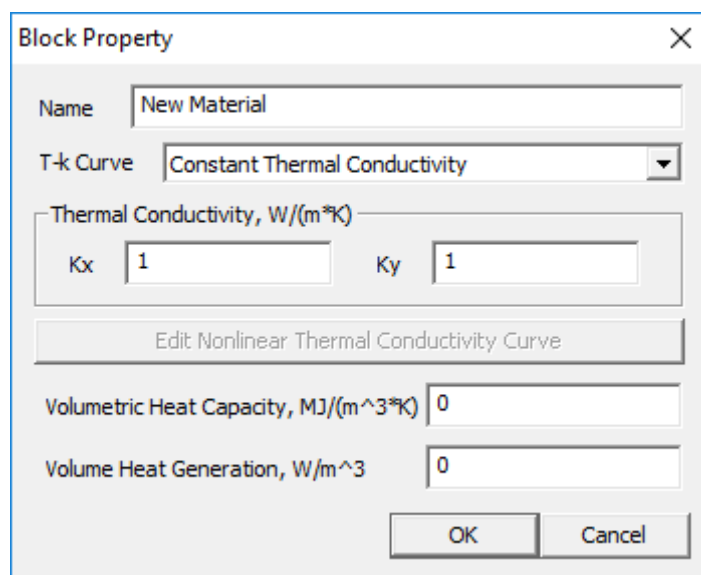 Block Property
Name New Material
T-k Curve Constant Thermal Conductivity
Thermal Conductivity, W/(m*K)
Kx 1 Ky 1
Edit Nonlinear Thermal Conductivity Curve
Volumetric Heat Capacity, MJ/(m^3*K) 0
Volume Heat Generation, W/m^3 0
OK Cancel